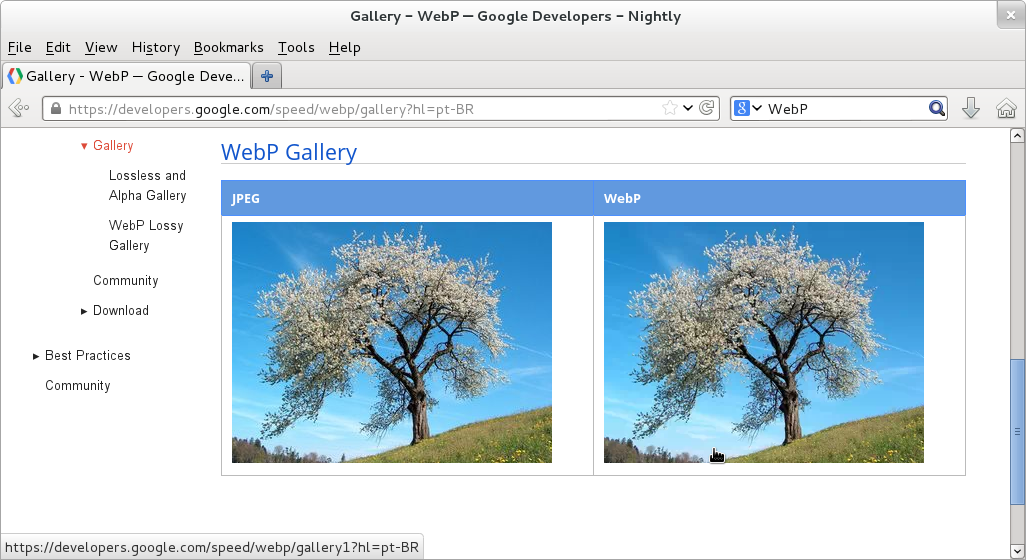 Gallery - WebP — Google Developers - Nightly
File Edit View History Bookmarks Tools Help
Gallery - WebP — Google Deve...
https://developers.google.com/speed/webp/gallery?hl=pt-BR
8 WebP
Gallery
Lossless and
Alpha Gallery
WebP Lossy
Gallery
Community
Download
Best Practices
Community
WebP Gallery
JPEG WebP
https://developers.google.com/speed/webp/gallery1?hl=pt-BR